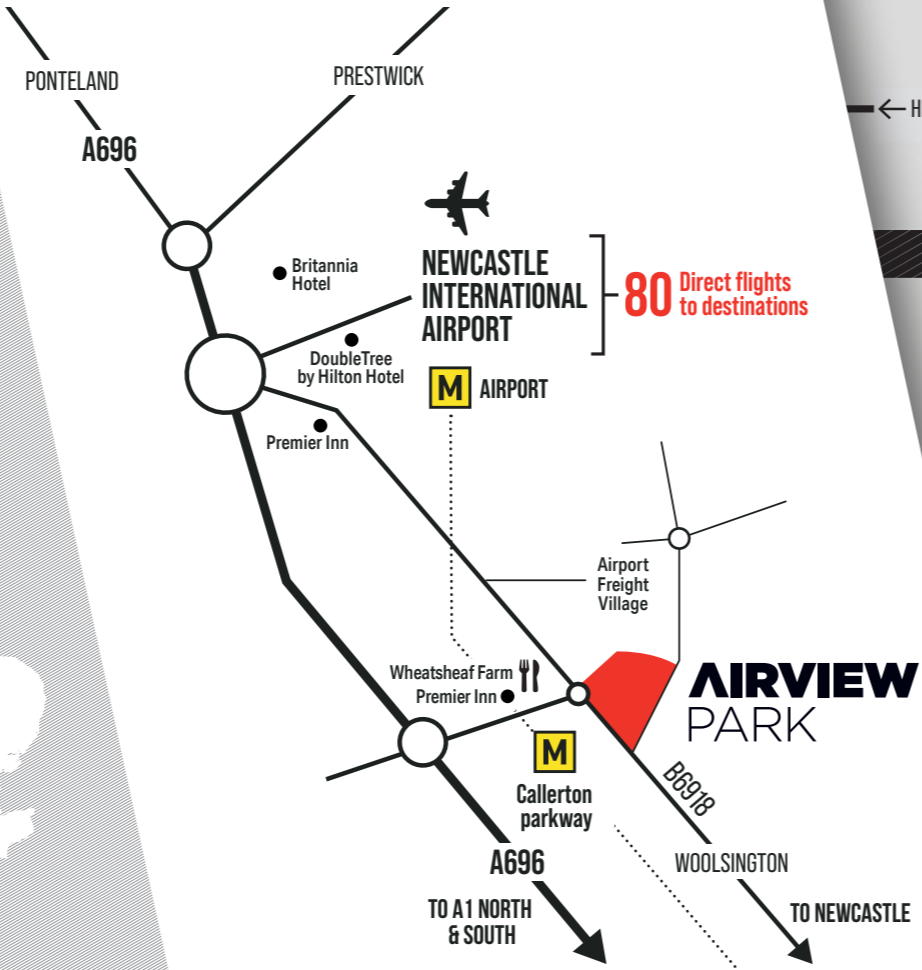 PONTELAND
PRESTWICK
A696
Britannia
Hotel
NEWCASTLE
INTERNATIONAL
AIRPORT
80 Direct flights
to destinations
DoubleTree
by Hilton Hotel
M AIRPORT
Premier Inn
Airport
Freight
Village
Wheatsheaf Farm
Premier Inn
AIRVIEW
PARK
M
Callerton
parkway
B6918
A696
WOOLSINGTON
TO A1 NORTH
& SOUTH
TO NEWCASTLE